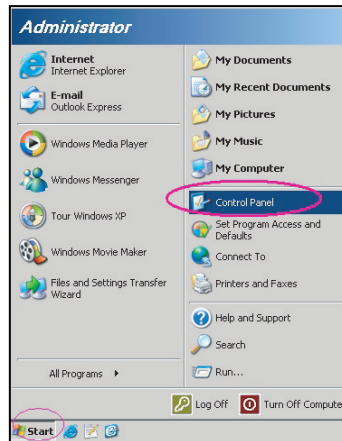 Administrator
Internet
Internet Explorer
E-mail
Outlook Express
Windows Media Player
Windows Messenger
Tour Windows XP
Windows Movie Maker
Files and Settings Transfer
Wizard
All Programs
My Documents
My Recent Documents
My Pictures
My Music
My Computer
Control Panel
Set Program Access and
Defaults
Connect To
Printers and Faxes
Help and Support
Search
Run...
Log Off
Turn Off Compute
Start